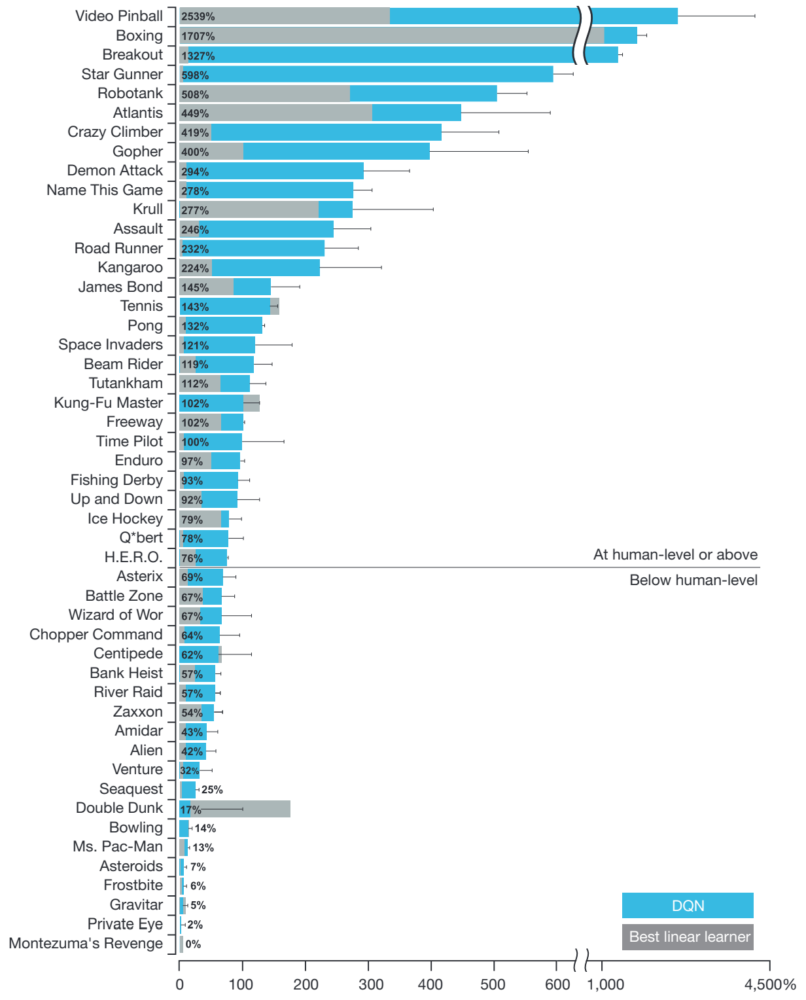 Video Pinball 2539%
Boxing 1707%
Breakout 1327%
Star Gunner 598%
Robotank 508%
Atlantis 449%
Crazy Climber 419%
Gopher 400%
Demon Attack 294%
Name This Game 278%
Krull 277%
Assault 246%
Road Runner 232%
Kangaroo 224%
James Bond 145%
Tennis 143%
Pong 132%
Space Invaders 121%
Beam Rider 119%
Tutankham 112%
Kung-Fu Master 102%
Freeway 102%
Time Pilot 100%
Enduro 97%
Fishing Derby 93%
Up and Down 92%
Ice Hockey 79%
Q*bert 78%
H.E.R.O. 76%
At human-level or above
Asterix 69%
Below human-level
Battle Zone 67%
Wizard of Wor 67%
Chopper Command 64%
Centipede 62%
Bank Heist 57%
River Raid 57%
Zaxxon 54%
Amidar 43%
Alien 42%
Venture 32%
Seaquest 25%
Double Dunk 17%
Bowling 14%
Ms. Pac-Man 13%
Asteroids 7%
Frostbite 6%
Gravitar 5%
DQN
Private Eye 2%
Best linear learner
Montezuma's Revenge 0%
0 100 200 300 400 500 600 1,000 4,500%